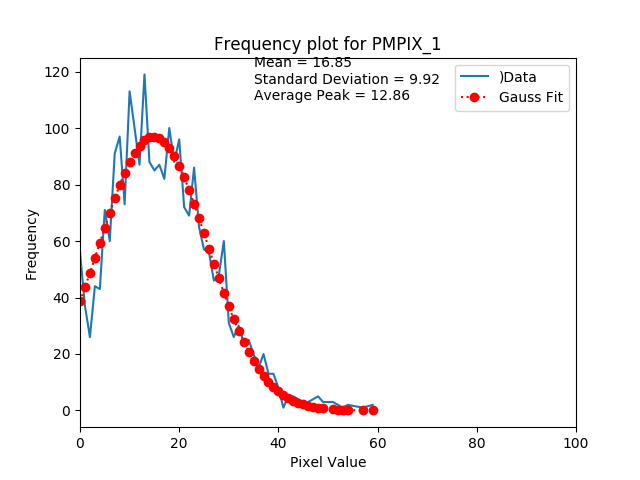 Frequency plot for PMPIX_1
Mean = 16.85
Standard Deviation = 9.92
Average Peak = 12.86
)Data
Gauss Fit
120
100
80
60
40
20
0
Frequency
0 20 40 60 80 100
Pixel Value